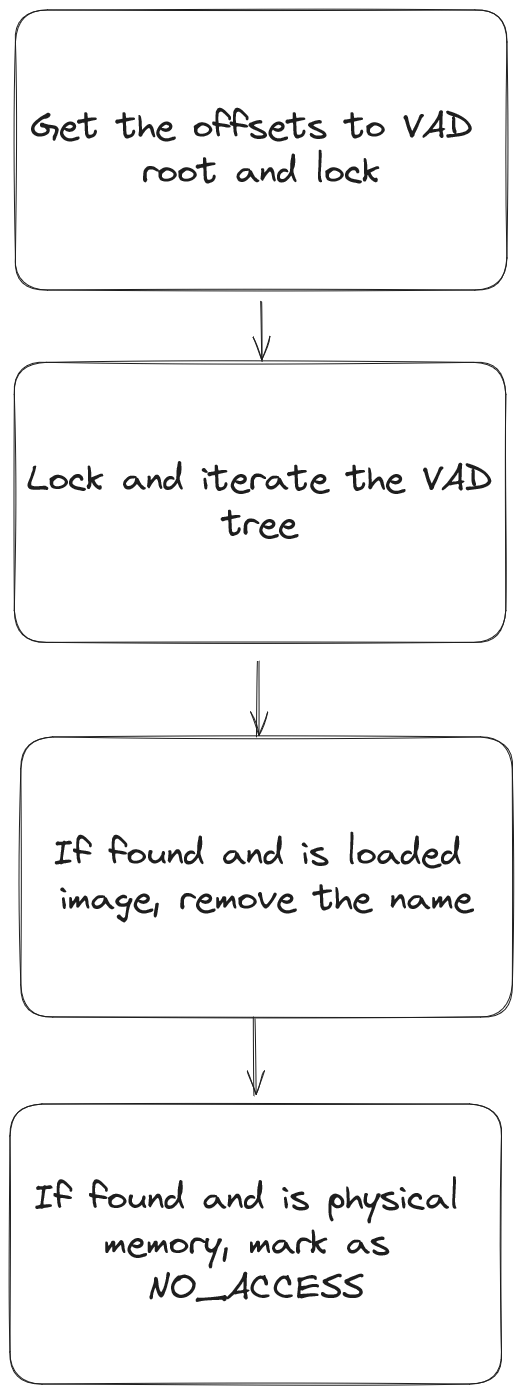 Get the offsets to VAD
root and lock
Lock and iterate the VAD
tree
If found and is loaded
image, remove the name
If found and is physical
memory, mark as
NO_ACCESS